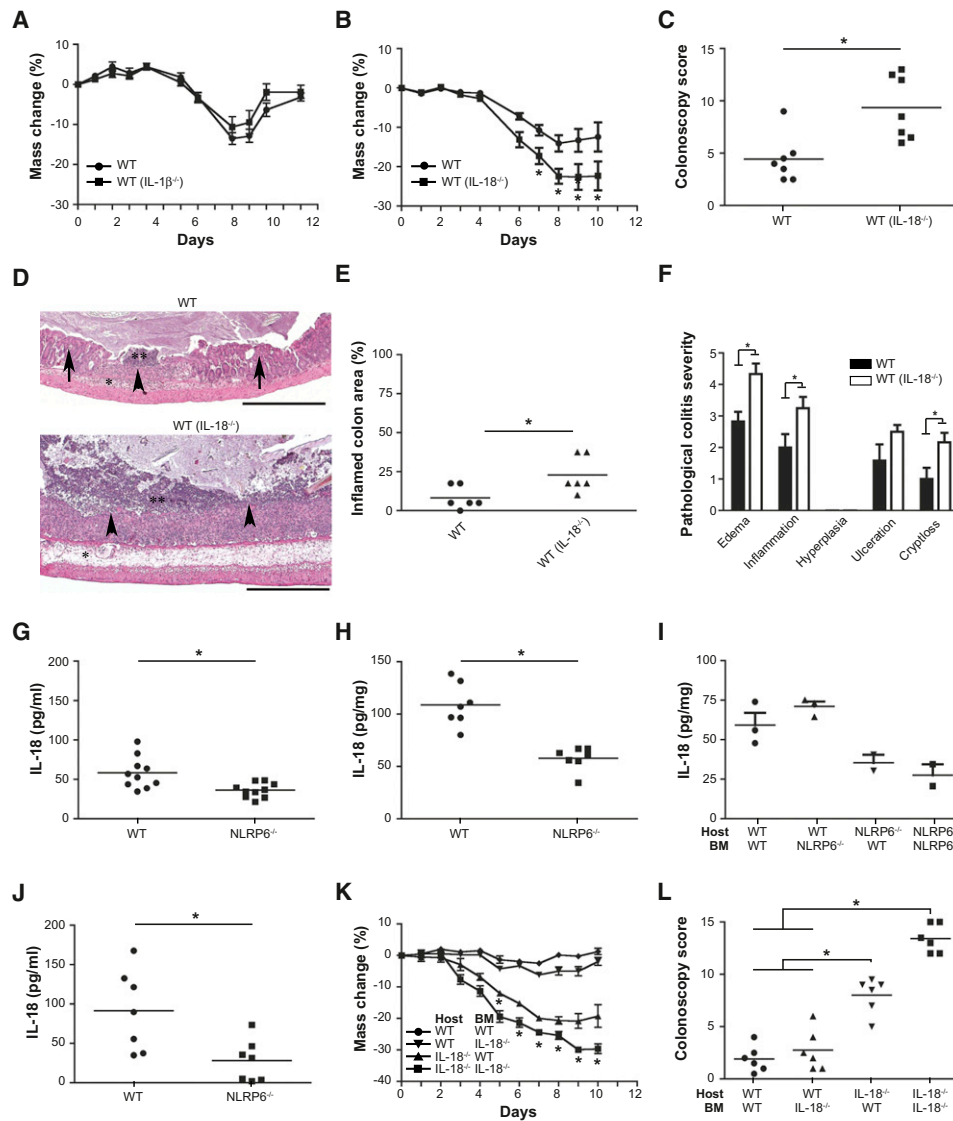 A
Mass change (%)
10
0
-10
-20
-30
0 2 4 6 8 10 12
Days
WT
WT (IL-1β-/-)
B
Mass change (%)
10
0
-10
-20
-30
0 2 4 6 8 10 12
Days
WT
WT (IL-18-/-)
* * * *
C
Colonoscopy score
15
10
5
0
*
WT WT (IL-18-/-)
D
WT
**
*
WT (IL-18-/-)
**
*
E
Inflamed colon area (%)
100
75
50
25
0
*
WT
WT (IL-18-/-)
F
Pathological colitis severity
5
4
3
2
1
0
WT
WT (IL-18-/-)
* * *
Edema
Inflammation
Hyperplasia
Ulceration
Cryptloss
G
IL-18 (pg/ml)
200
150
100
50
0
*
WT NLRP6-/-
H
IL-18 (pg/mg)
150
100
50
0
*
WT NLRP6-/-
I
IL-18 (pg/mg)
100
75
50
25
0
Host WT WT NLRP6-/- NLRP6
BM WT NLRP6-/- WT NLRP6
J
IL-18 (pg/ml)
200
150
100
50
0
*
WT NLRP6-/-
K
Mass change (%)
10
0
-10
-20
-30
-40
0 2 4 6 8 10 12
Days
Host BM
WT WT
WT IL-18-/-
IL-18-/- WT
IL-18-/- IL-18-/-
* * * * * *
L
Colonoscopy score
15
10
5
0
*
*
Host WT WT IL-18-/- IL-18-/-
BM WT IL-18-/- WT IL-18-/-